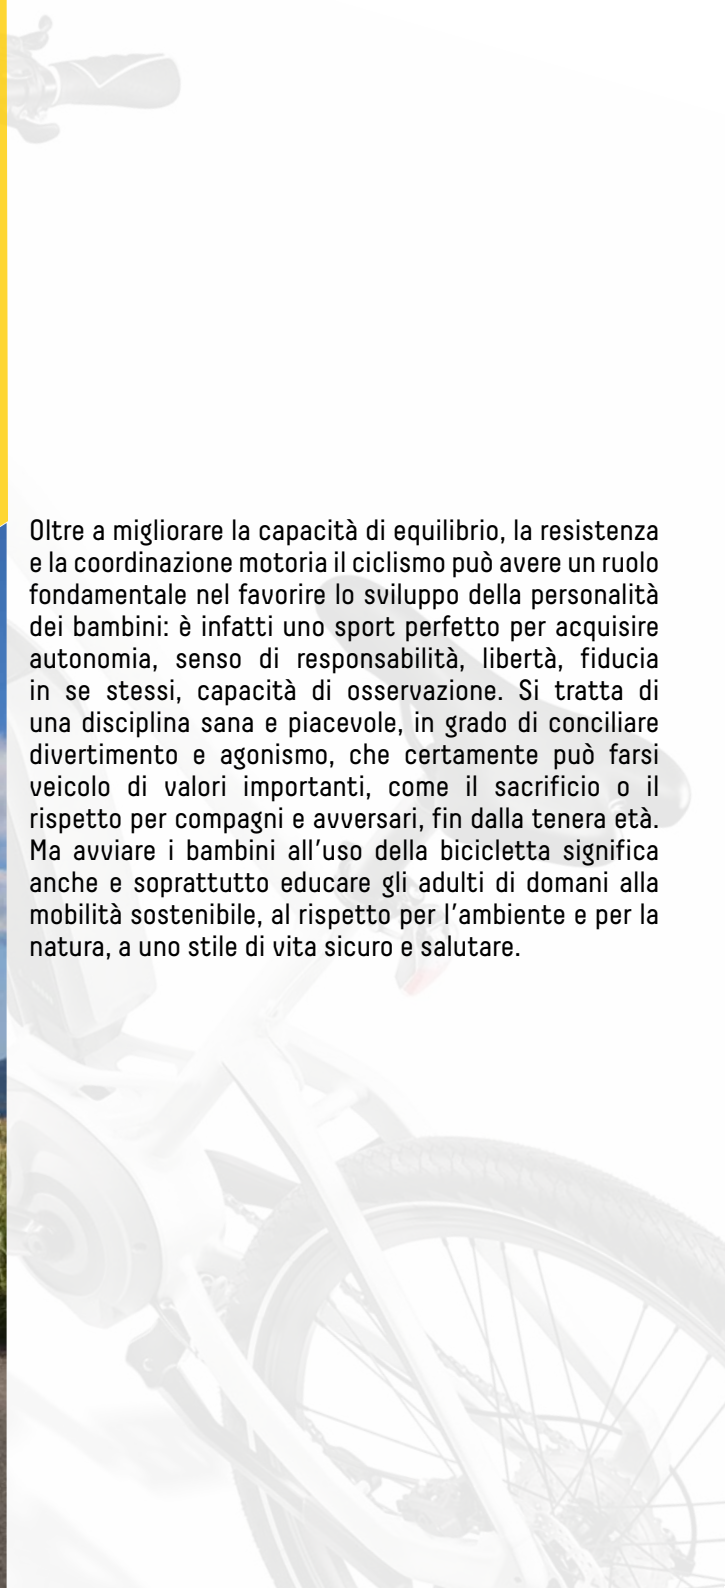 Oltre a migliorare la capacità di equilibrio, la resistenza
e la coordinazione motoria il ciclismo può avere un ruolo
fondamentale nel favorire lo sviluppo della personalità
dei bambini: è infatti uno sport perfetto per acquisire
autonomia, senso di responsabilità, libertà, fiducia
in se stessi, capacità di osservazione. Si tratta di
una disciplina sana e piacevole, in grado di conciliare
divertimento e agonismo, che certamente può farsi
veicolo di valori importanti, come il sacrificio o il
rispetto per compagni e avversari, fin dalla tenera età.
Ma avviare i bambini all'uso della bicicletta significa
anche e soprattutto educare gli adulti di domani alla
mobilità sostenibile, al rispetto per l'ambiente e per la
natura, a uno stile di vita sicuro e salutare.